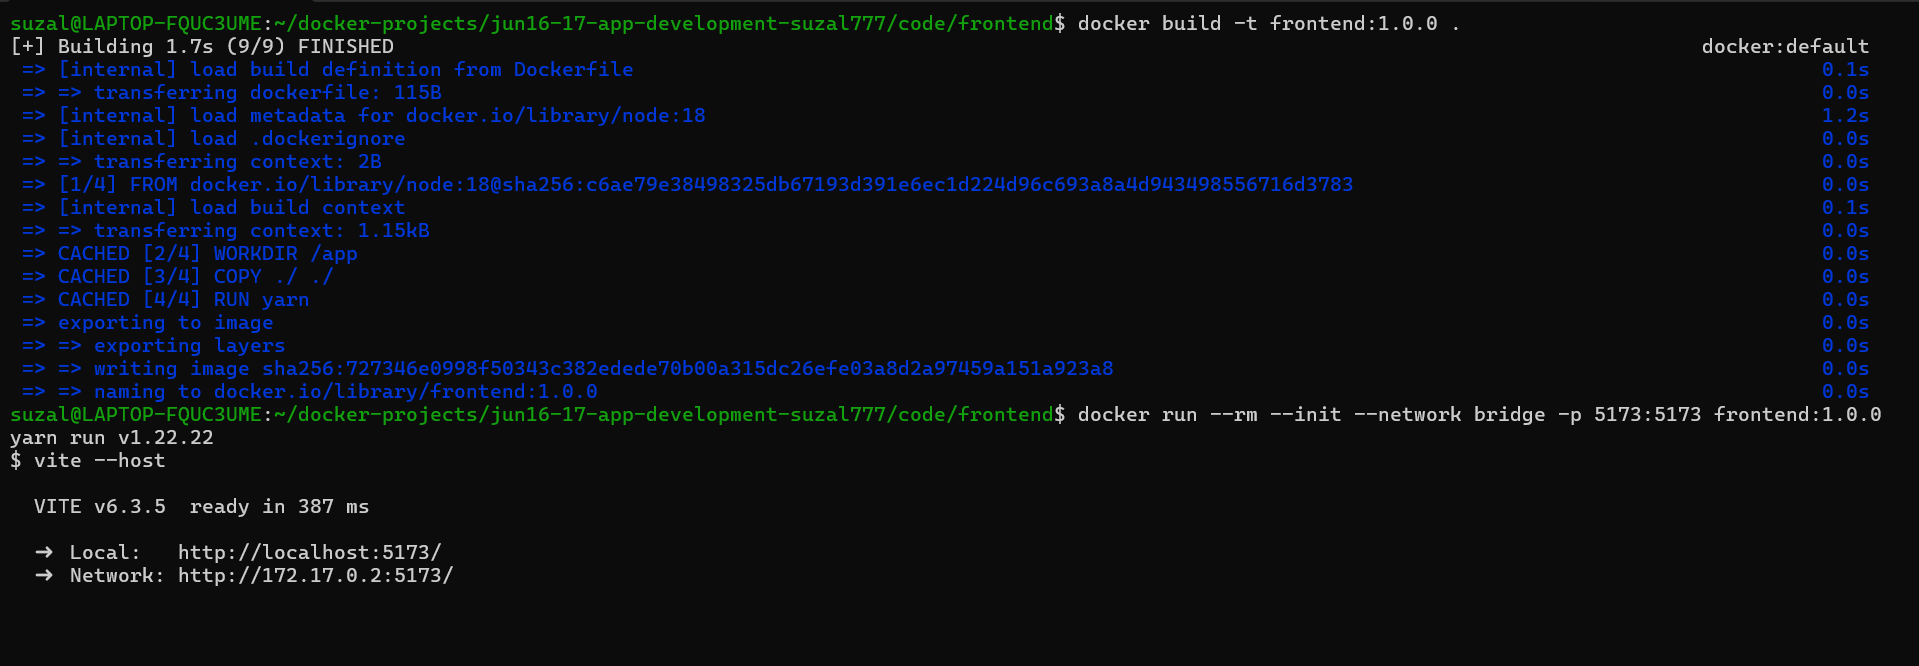 suzal@LAPTOP-FQUC3UME:~/docker-projects/jun16-17-app-development-suzal777/code/frontend$ docker build -t frontend:1.0.0 .
[+] Building 1.7s (9/9) FINISHED docker:default
=> [internal] load build definition from Dockerfile 0.1s
=> => transferring dockerfile: 115B 0.0s
=> [internal] load metadata for docker.io/library/node:18 1.2s
=> [internal] load .dockerignore 0.0s
=> => transferring context: 2B 0.0s
=> [1/4] FROM docker.io/library/node:18@sha256:c6ae79e38498325db67193d391e6ec1d224d96c693a8a4d943498556716d3783 0.0s
=> [internal] load build context 0.1s
=> => transferring context: 1.15kB 0.0s
=> CACHED [2/4] WORKDIR /app 0.0s
=> CACHED [3/4] COPY ./ ./ 0.0s
=> CACHED [4/4] RUN yarn 0.0s
=> exporting to image 0.0s
=> => exporting layers 0.0s
=> => writing image sha256:727346e0998f50343c382edede70b00a315dc26efe03a8d2a97459a151a923a8 0.0s
=> => naming to docker.io/library/frontend:1.0.0 0.0s
suzal@LAPTOP-FQUC3UME:~/docker-projects/jun16-17-app-development-suzal777/code/frontend$ docker run --rm --init --network bridge -p 5173:5173 frontend:1.0.0
yarn run v1.22.22
$ vite --host
VITE v6.3.5 ready in 387 ms
➜ Local: http://localhost:5173/
➜ Network: http://172.17.0.2:5173/